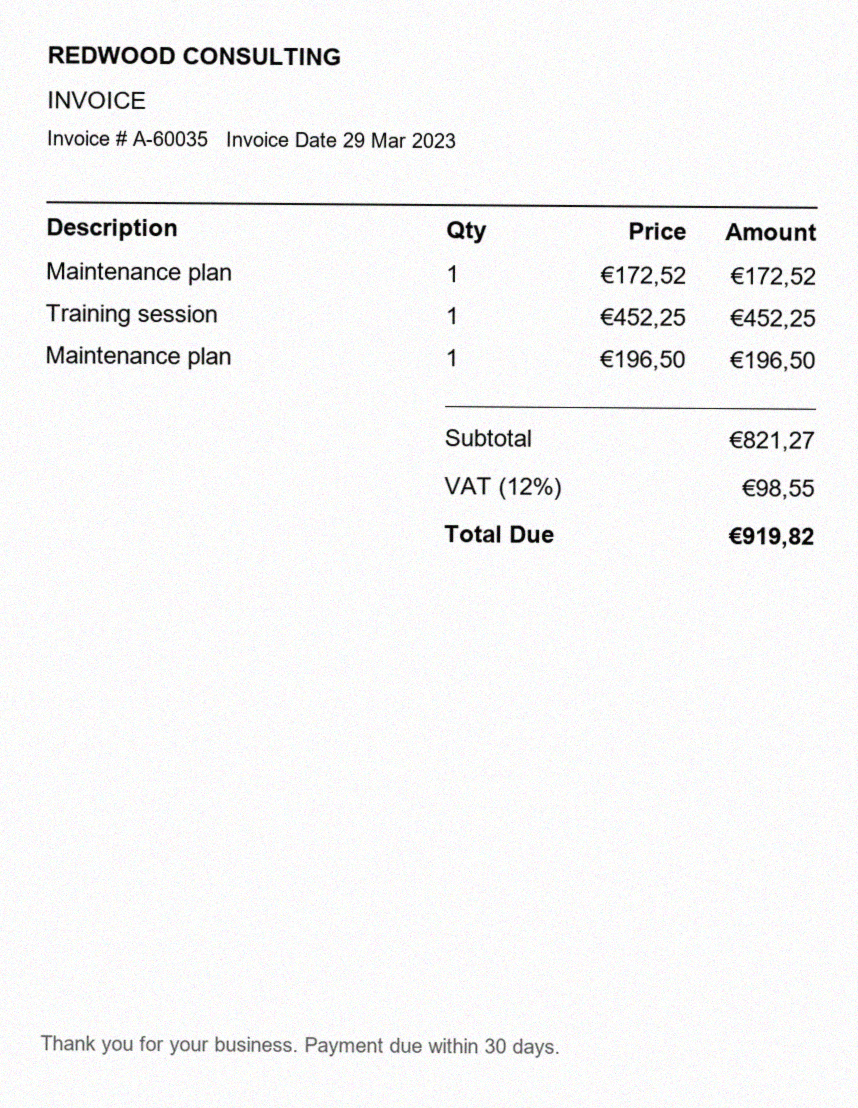 REDWOOD CONSULTING
INVOICE
Invoice # A-60035 Invoice Date 29 Mar 2023
Description Qty Price Amount
Maintenance plan 1 €172,52 €172,52
Training session 1 €452,25 €452,25
Maintenance plan 1 €196,50 €196,50
Subtotal €821,27
VAT (12%) €98,55
Total Due €919,82
Thank you for your business. Payment due within 30 days.